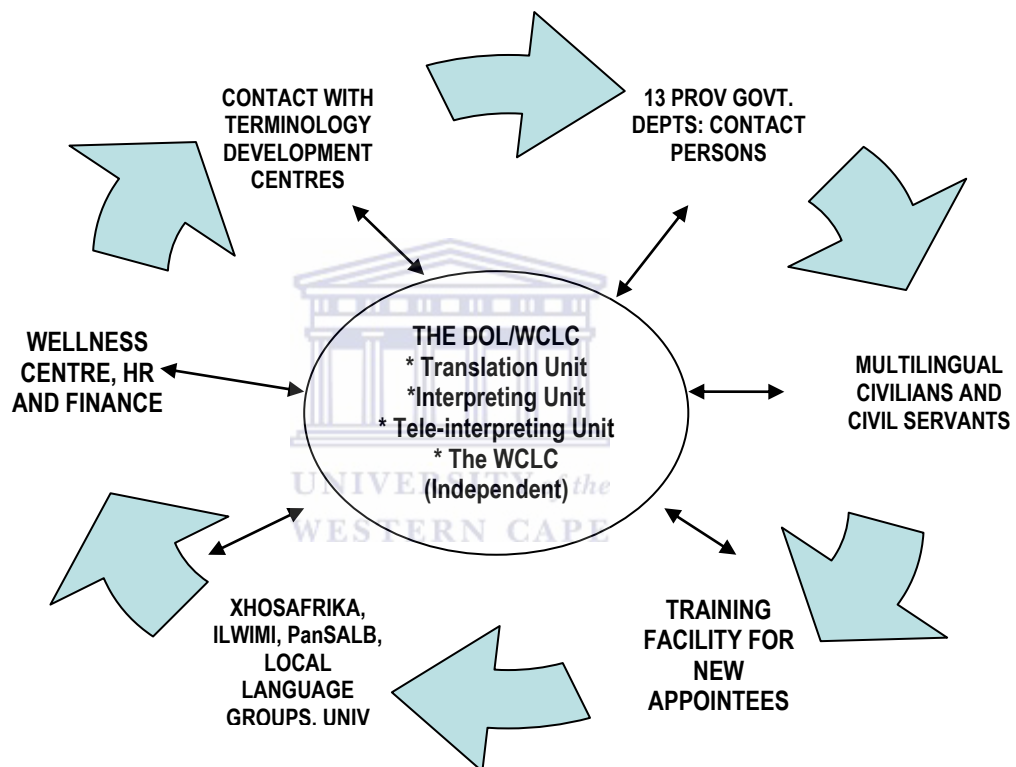 CONTACT WITH
TERMINOLOGY
DEVELOPMENT
CENTRES
13 PROV GOVT.
DEPTS: CONTACT
PERSONS
WELLNESS
CENTRE, HR
AND FINANCE
THE DOL/WCLC
* Translation Unit
*Interpreting Unit
* Tele-interpreting Unit
* The WCLC
(Independent)
MULTILINGUAL
CIVILIANS AND
CIVIL SERVANTS
UNIVERSITY of the
WESTERN CAPE
XHOSAFRIKA,
ILWIMI, PanSALB,
LOCAL
LANGUAGE
GROUPS. UNIV
TRAINING
FACILITY FOR
NEW
APPOINTEES